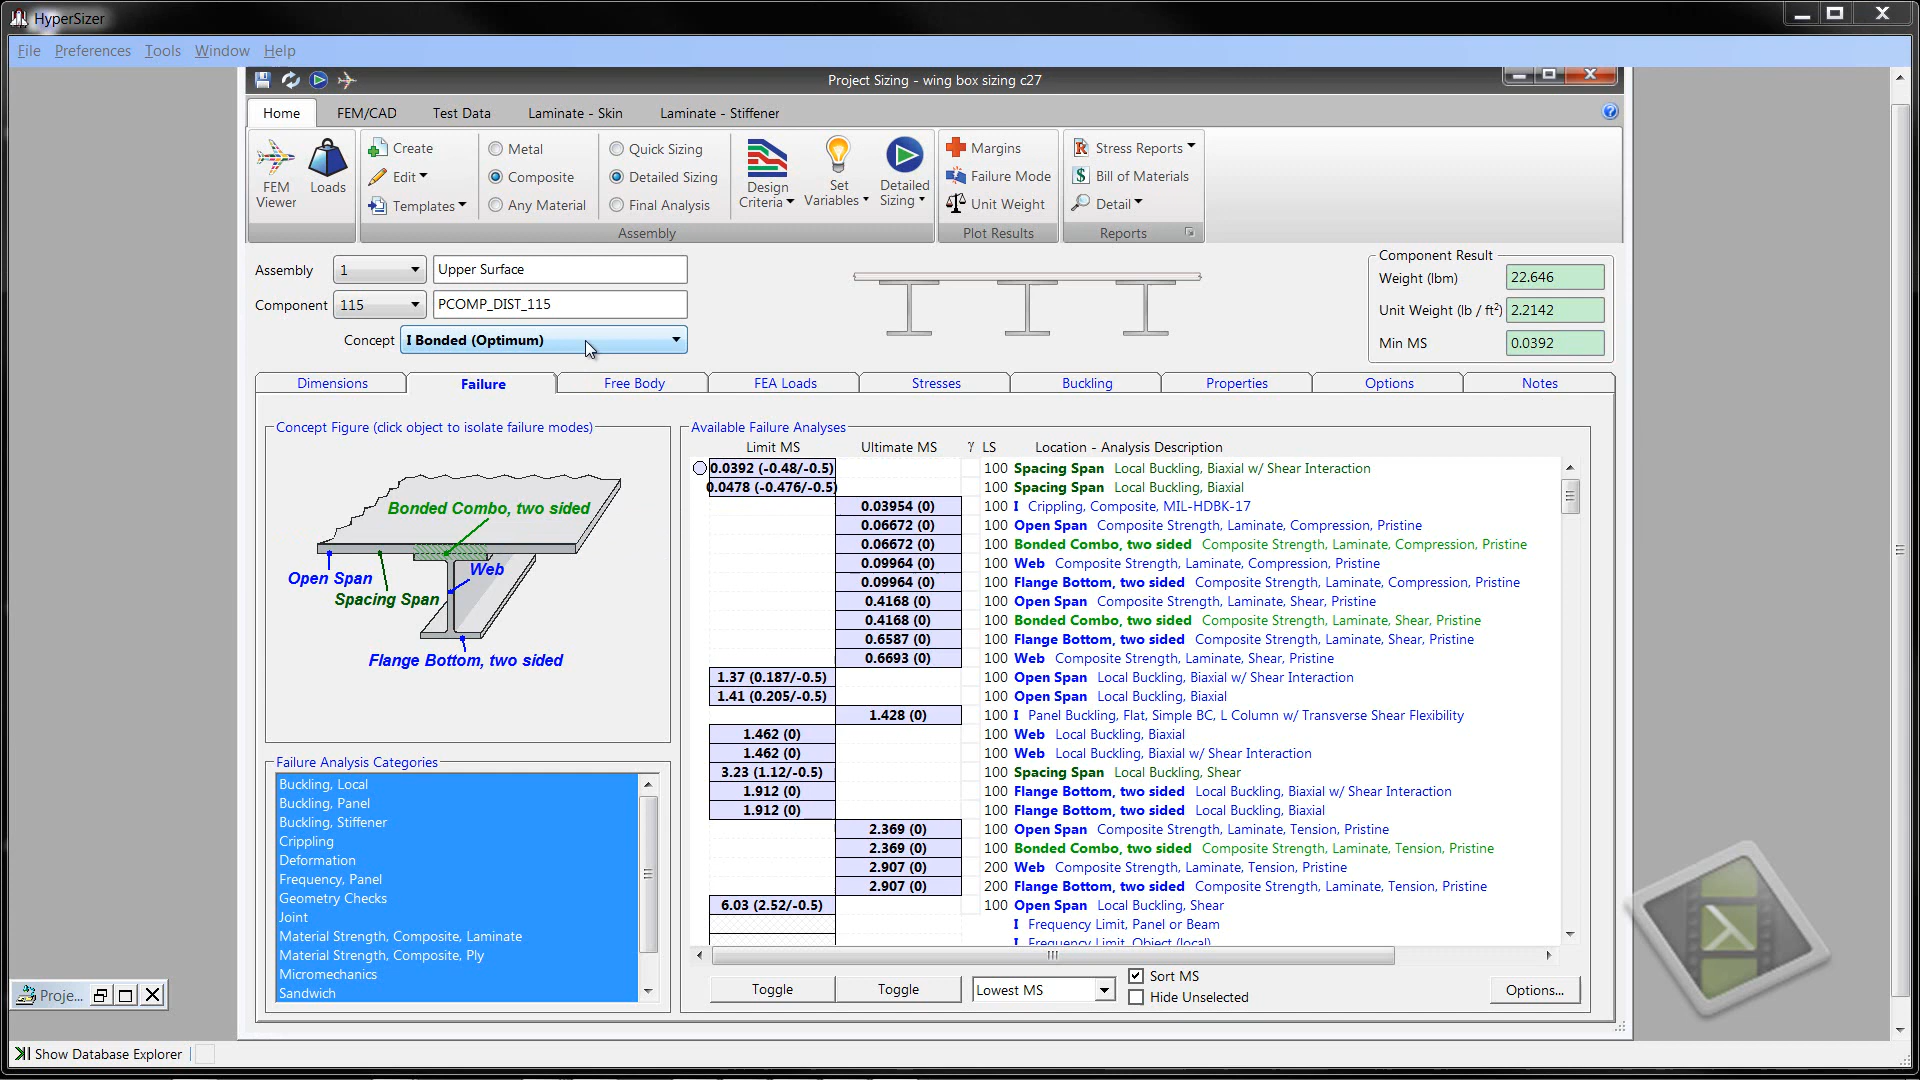 HyperSizer
File Preferences Tools Window Help
Project Sizing - wing box sizing c27
Home FEM/CAD Test Data Laminate - Skin Laminate - Stiffener
FEM Viewer
Loads
Create
Edit
Templates
Metal
Composite
Any Material
Quick Sizing
Detailed Sizing
Final Analysis
Design Criteria
Set Variables
Detailed Sizing
Assembly
Margins
Failure Mode
Unit Weight
Plot Results
Stress Reports
Bill of Materials
Detail
Reports
Assembly 1 Upper Surface
Component 115 PCOMP_DIST_115
Concept I Bonded (Optimum)
Component Result
Weight (lbm) 22.646
Unit Weight (lb / ft²) 2.2142
Min MS 0.0392
Dimensions Failure Free Body FEA Loads Stresses Buckling Properties Options Notes
Concept Figure (click object to isolate failure modes)
Bonded Combo, two sided
Web
Open Span
Spacing Span
Flange Bottom, two sided
Failure Analysis Categories
Buckling, Local
Buckling, Panel
Buckling, Stiffener
Crippling
Deformation
Frequency, Panel
Geometry Checks
Joint
Material Strength, Composite, Laminate
Material Strength, Composite, Ply
Micromechanics
Sandwich
Available Failure Analyses
Limit MS Ultimate MS γ LS Location - Analysis Description
0.0392 (-0.48/-0.5) 100 Spacing Span Local Buckling, Biaxial w/ Shear Interaction
0.0478 (-0.476/-0.5) 100 Spacing Span Local Buckling, Biaxial
0.03954 (0) 100 I Crippling, Composite, MIL-HDBK-17
0.06672 (0) 100 Open Span Composite Strength, Laminate, Compression, Pristine
0.06672 (0) 100 Bonded Combo, two sided Composite Strength, Laminate, Compression, Pristine
0.09964 (0) 100 Web Composite Strength, Laminate, Compression, Pristine
0.09964 (0) 100 Flange Bottom, two sided Composite Strength, Laminate, Compression, Pristine
0.4168 (0) 100 Open Span Composite Strength, Laminate, Shear, Pristine
0.4168 (0) 100 Bonded Combo, two sided Composite Strength, Laminate, Shear, Pristine
0.6587 (0) 100 Flange Bottom, two sided Composite Strength, Laminate, Shear, Pristine
0.6693 (0) 100 Web Composite Strength, Laminate, Shear, Pristine
1.37 (0.187/-0.5) 100 Open Span Local Buckling, Biaxial w/ Shear Interaction
1.41 (0.205/-0.5) 100 Open Span Local Buckling, Biaxial
1.428 (0) 100 I Panel Buckling, Flat, Simple BC, L Column w/ Transverse Shear Flexibility
1.462 (0) 100 Web Local Buckling, Biaxial
1.462 (0) 100 Web Local Buckling, Biaxial w/ Shear Interaction
3.23 (1.12/-0.5) 100 Spacing Span Local Buckling, Shear
1.912 (0) 100 Flange Bottom, two sided Local Buckling, Biaxial w/ Shear Interaction
1.912 (0) 100 Flange Bottom, two sided Local Buckling, Biaxial
2.369 (0) 100 Open Span Composite Strength, Laminate, Tension, Pristine
2.369 (0) 100 Bonded Combo, two sided Composite Strength, Laminate, Tension, Pristine
2.907 (0) 200 Web Composite Strength, Laminate, Tension, Pristine
2.907 (0) 200 Flange Bottom, two sided Composite Strength, Laminate, Tension, Pristine
6.03 (2.52/-0.5) 100 Open Span Local Buckling, Shear
I Frequency Limit, Panel or Beam
I Frequency Limit, Object (local)
Toggle Toggle Lowest MS
Sort MS
Hide Unselected
Options...
Proje...
Show Database Explorer